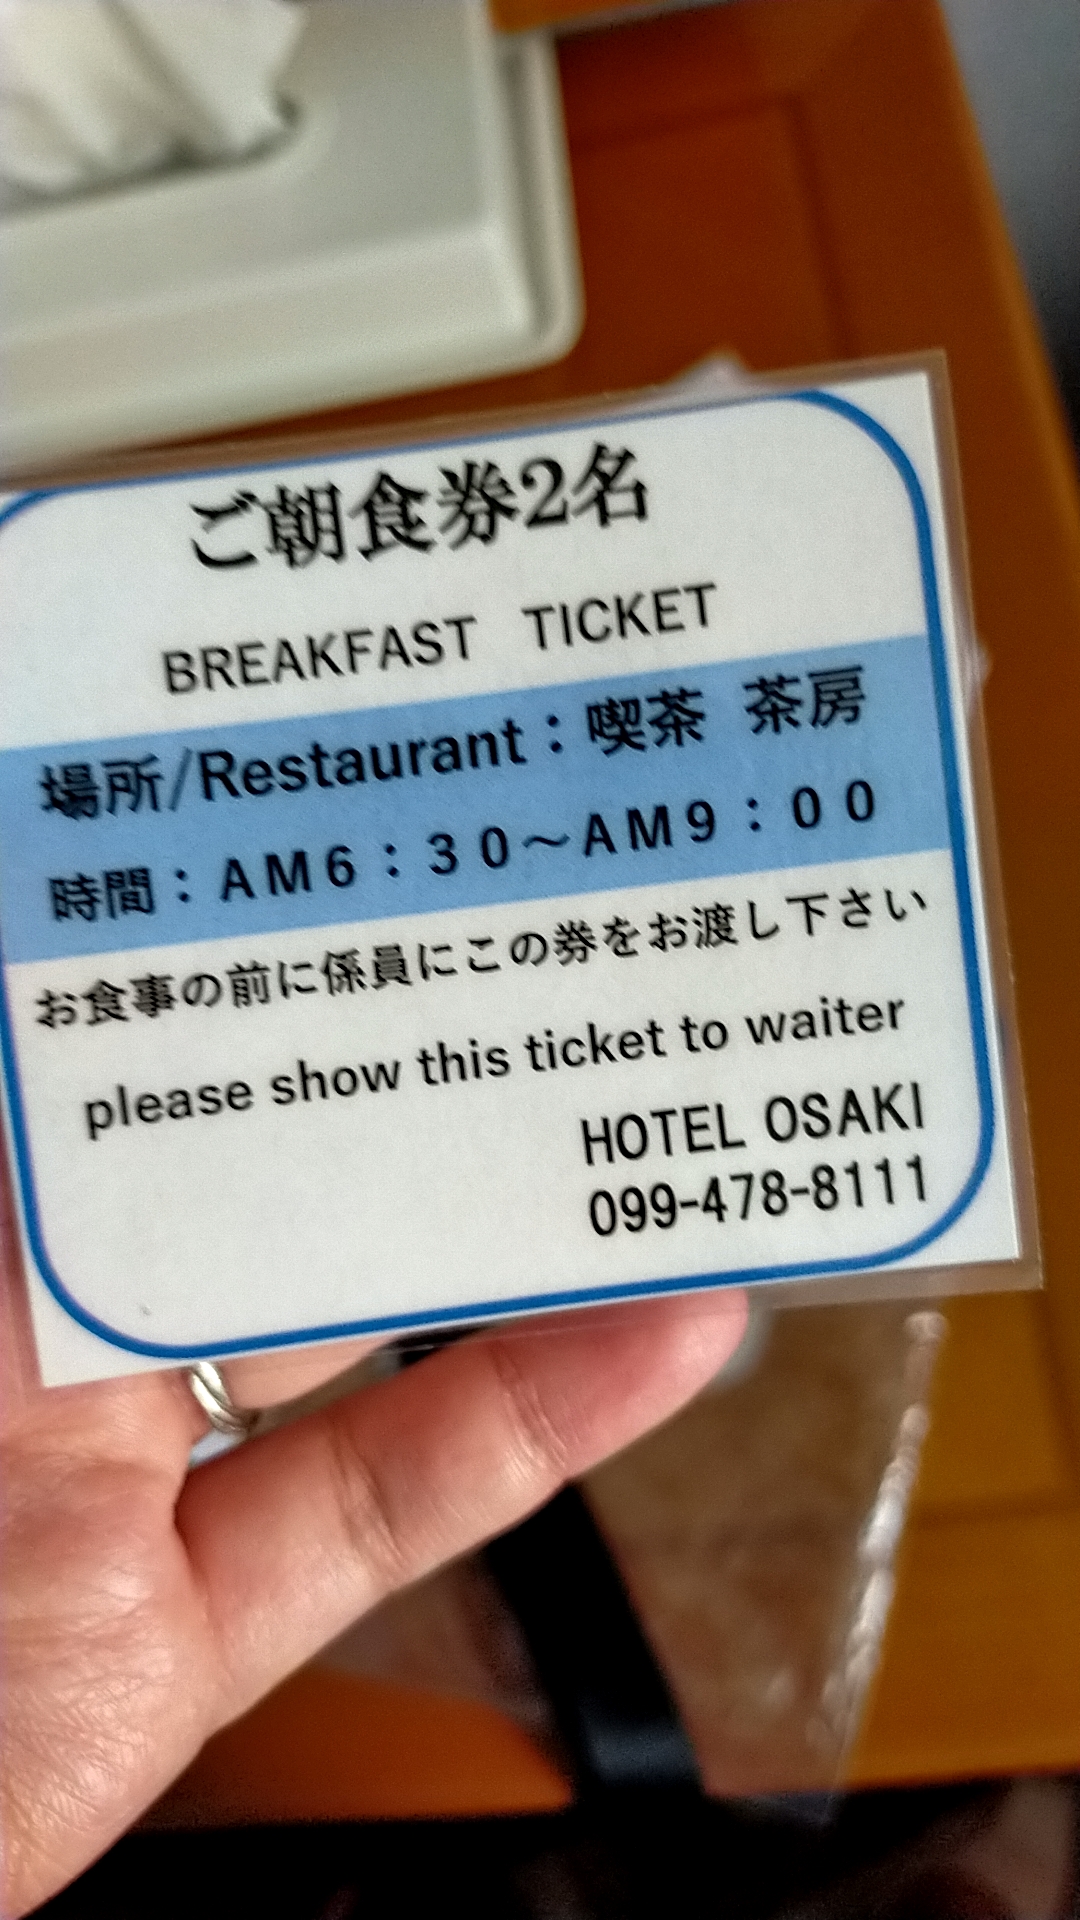 ご朝食券2名
BREAKFAST TICKET
場所/Restaurant：喫茶 茶房
時間：AM6：30～AM9：00
お食事の前に係員にこの券をお渡し下さい
please show this ticket to waiter
HOTEL OSAKI
099-478-8111